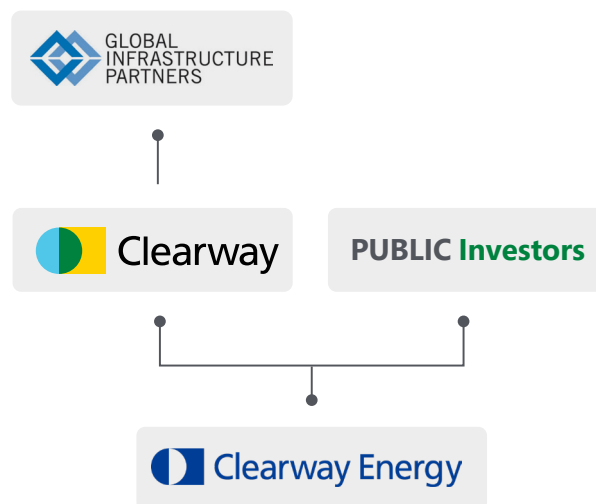 GLOBAL
INFRASTRUCTURE
PARTNERS
Clearway
PUBLIC Investors
Clearway Energy